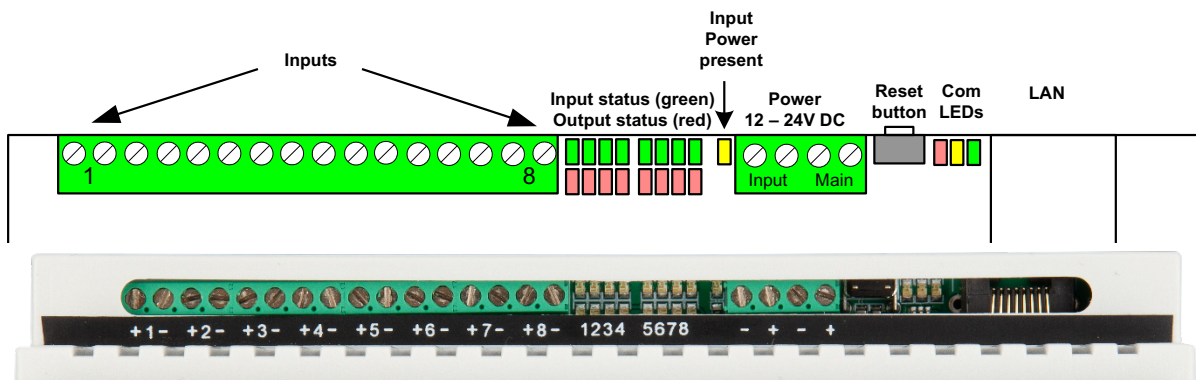 Input
Power
present
Inputs
Input status (green)
Output status (red)
Power
12 – 24V DC
Reset
button
Com
LEDs
LAN
1
8
Input
Main
+1-
+2-
+3-
+4-
+5-
+6-
+7-
+8-
1234
5678
- + - +